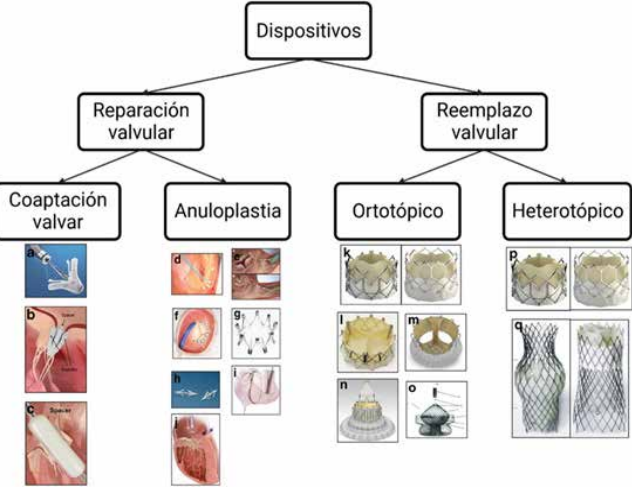 Dispositivos
Reparación
valvular
Reemplazo
valvular
Coaptación
valvar
Anuloplastia
Ortotópico
Heterotópico
a
b
c
Spacer
d
e
f
g
h
i
j
k
l
m
n
o
p
q